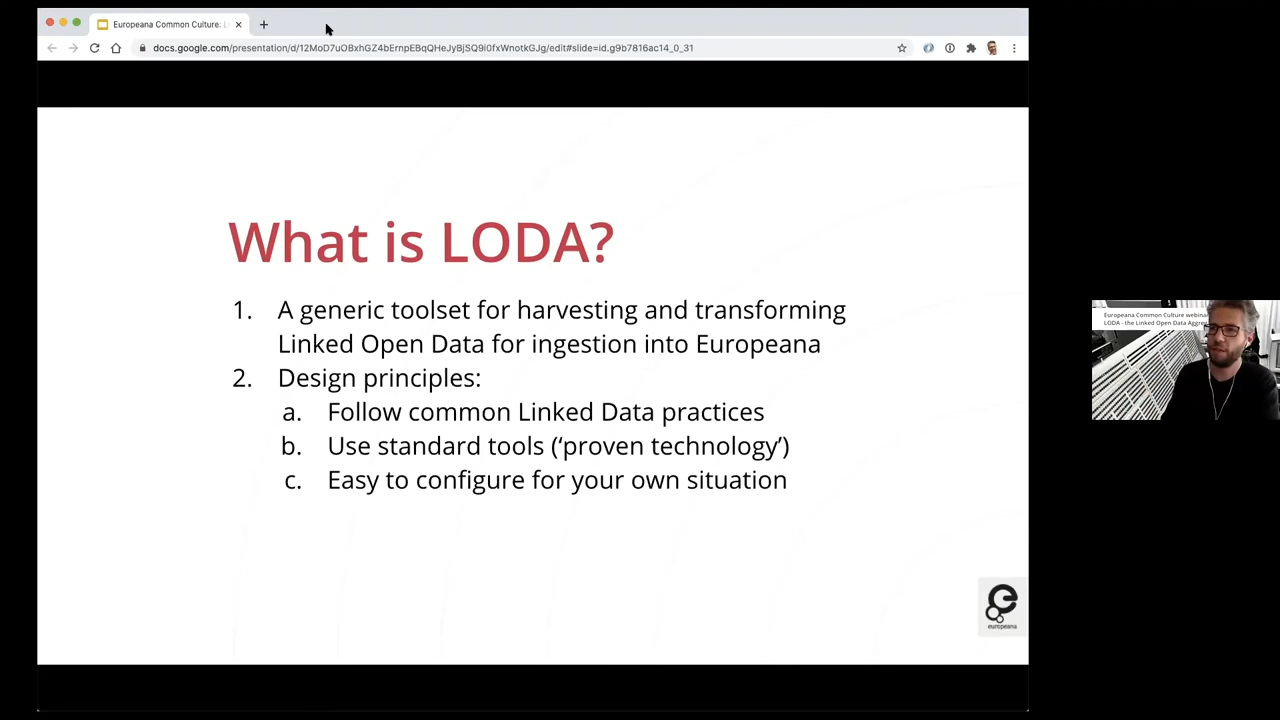 Europeana Common Culture:
docs.google.com/presentation/d/12MoD7uOBxhGZ4bErnpEBqQHeJyBjSQ9i0fxWnotkGJg/edit#slide=id.g9b7816ac14_0_31
What is LODA?
1. A generic toolset for harvesting and transforming
Linked Open Data for ingestion into Europeana
2. Design principles:
a. Follow common Linked Data practices
b. Use standard tools (‘proven technology’)
c. Easy to configure for your own situation
europeana
Europeana Common Culture webinar
LODA - the Linked Open Data